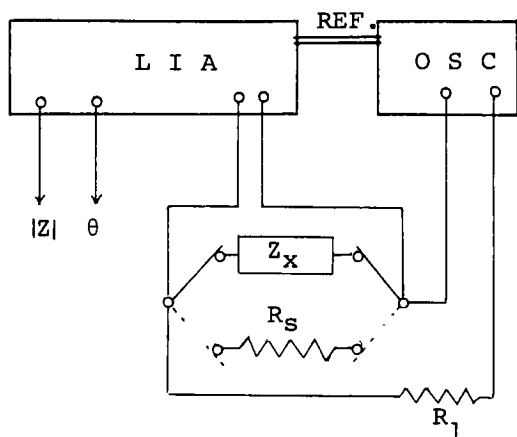 REF.
L I A
O S C
|Z| θ
Z_x
R_s
R_1